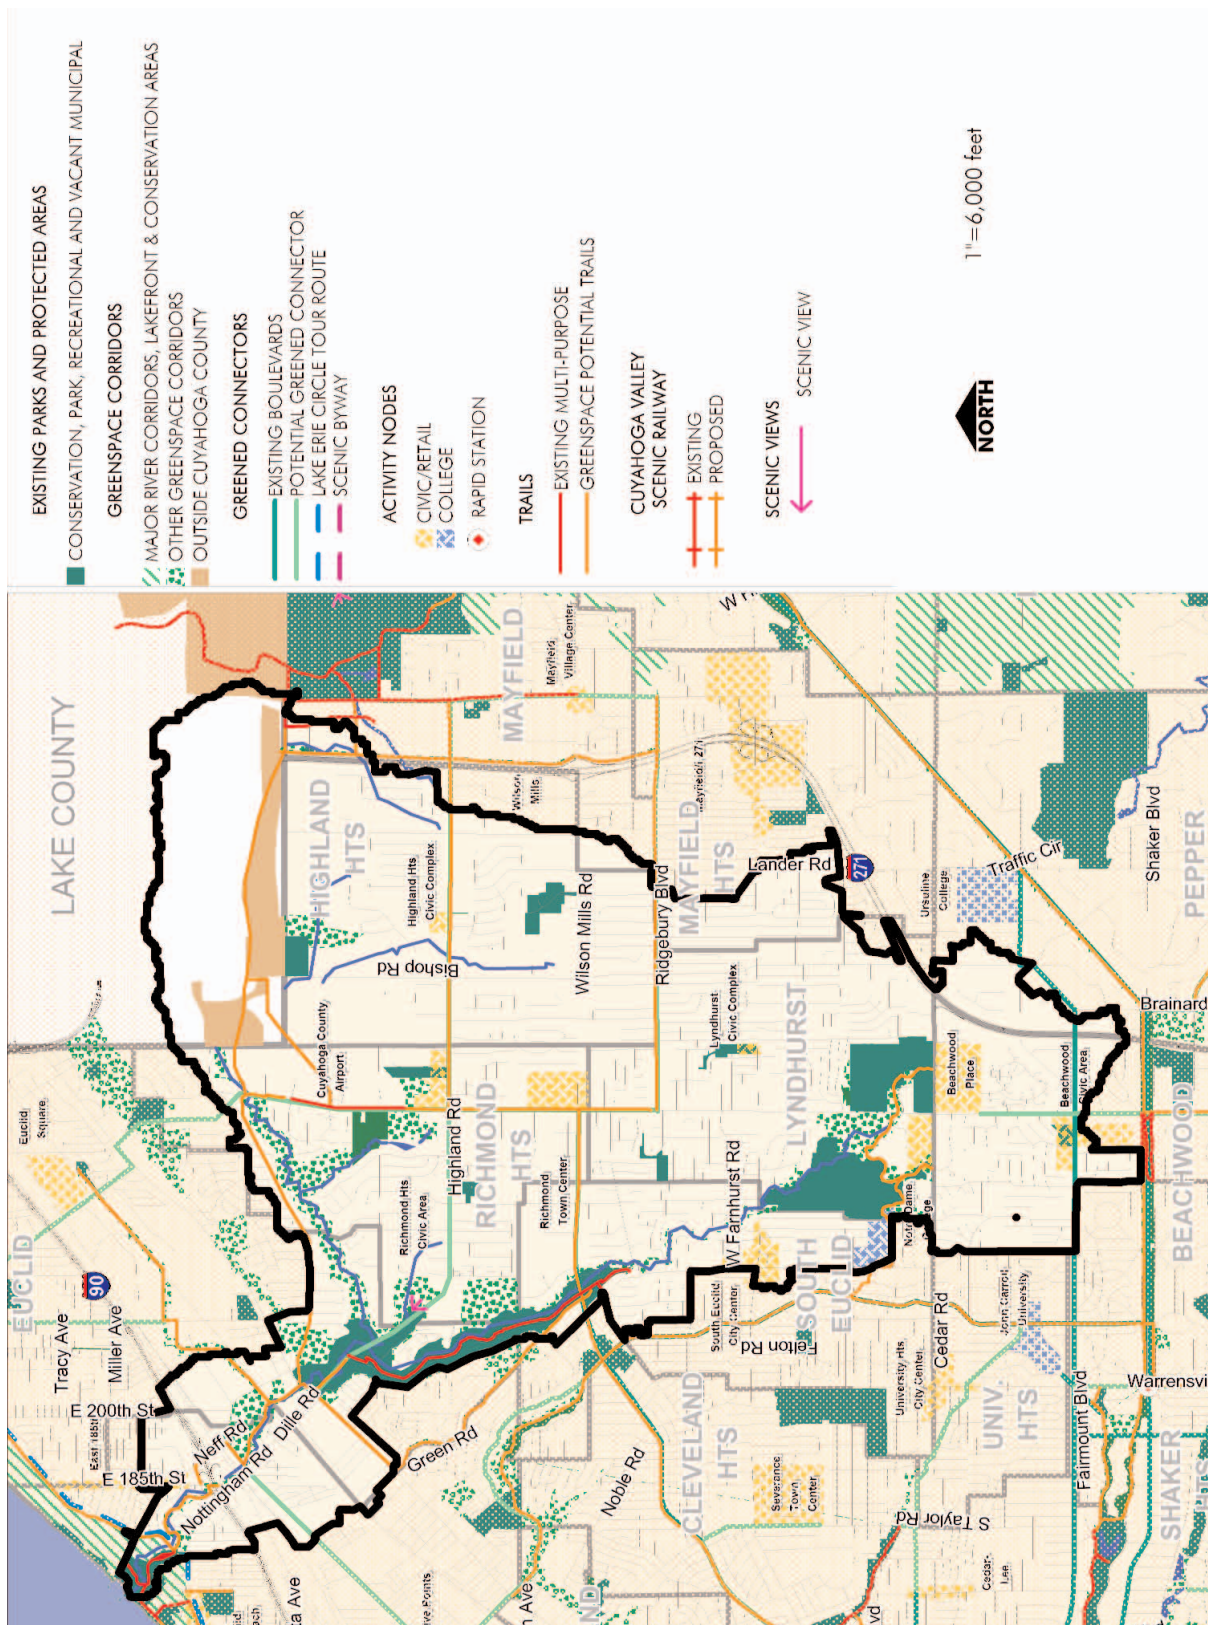 EXISTING PARKS AND PROTECTED AREAS
CONSERVATION, PARK, RECREATIONAL AND VACANT MUNICIPAL
GREENSPACE CORRIDORS
MAJOR RIVER CORRIDORS, LAKEFRONT & CONSERVATION AREAS
OTHER GREENSPACE CORRIDORS
OUTSIDE CUYAHOGA COUNTY
GREENED CONNECTORS
EXISTING BOULEVARDS
POTENTIAL GREENED CONNECTOR
LAKE ERIE CIRCLE TOUR ROUTE
SCENIC BYWAY
ACTIVITY NODES
CIVIC/RETAIL
COLLEGE
RAPID STATION
TRAILS
EXISTING MULTI-PURPOSE
GREENSPACE POTENTIAL TRAILS
CUYAHOGA VALLEY
SCENIC RAILWAY
EXISTING
PROPOSED
SCENIC VIEWS
SCENIC VIEW
NORTH
1"=6,000 feet
LAKE COUNTY
Euclid
Square
EUCLID
90
Tracy Ave
Miller Ave
E 200th St
East 185th
E 185th St
Neff Rd
Nottingham Rd
Dille Rd
Green Rd
Noble Rd
HIGHLAND
HTS
Highland Hts
Civic Complex
Bishop Rd
Cuyahoga County
Airport
Highland Rd
RICHMOND
HTS
Richmond Hts
Civic Area
Richmond
Town Center
MAYFIELD
Mayfield
Village Center
Wilson
Mills
Wilson Mills Rd
Ridgebury Blvd
MAYFIELD
HTS
Lander Rd
271
Lyndhurst
Civic Complex
LYNDHURST
W Farnhurst Rd
SOUTH
EUCLID
South Euclid
City Center
Felton Rd
Ursuline
College
Traffic Cir
Shaker Blvd
PEPPER
Brainard
Beachwood
Place
Beachwood
Civic Area
BEACHWOOD
Cedar Rd
John Carroll
University
University Hts
City Center
UNIV.
HTS
Fairmount Blvd
Warrensvi
CLEVELAND
HTS
Severance
Town
Center
S Taylor Rd
Cedar-
Lee
SHAKER